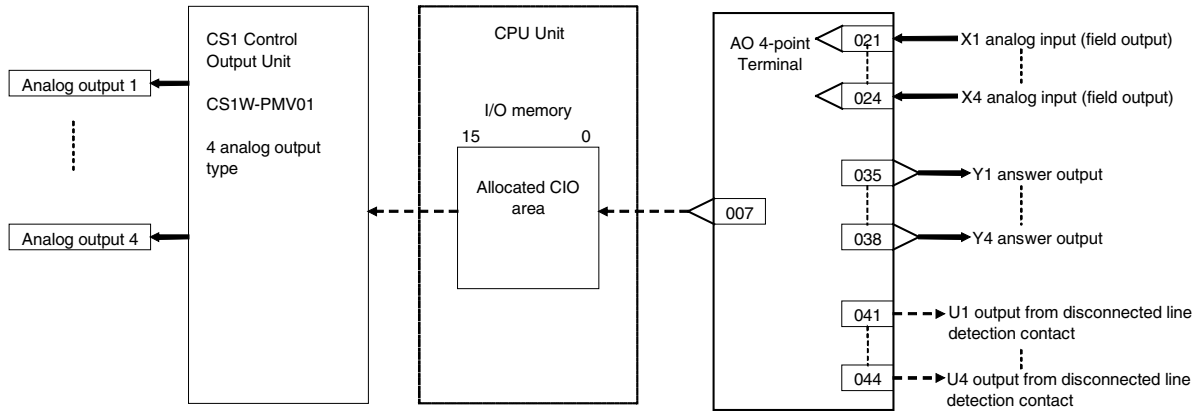 CS1 Control
Output Unit
CS1W-PMV01
4 analog output
type
Analog output 1
Analog output 4
CPU Unit
I/O memory
15 0
Allocated CIO
area
AO 4-point
Terminal
007
021
X1 analog input (field output)
024
X4 analog input (field output)
035
Y1 answer output
038
Y4 answer output
041
U1 output from disconnected line
detection contact
044
U4 output from disconnected line
detection contact